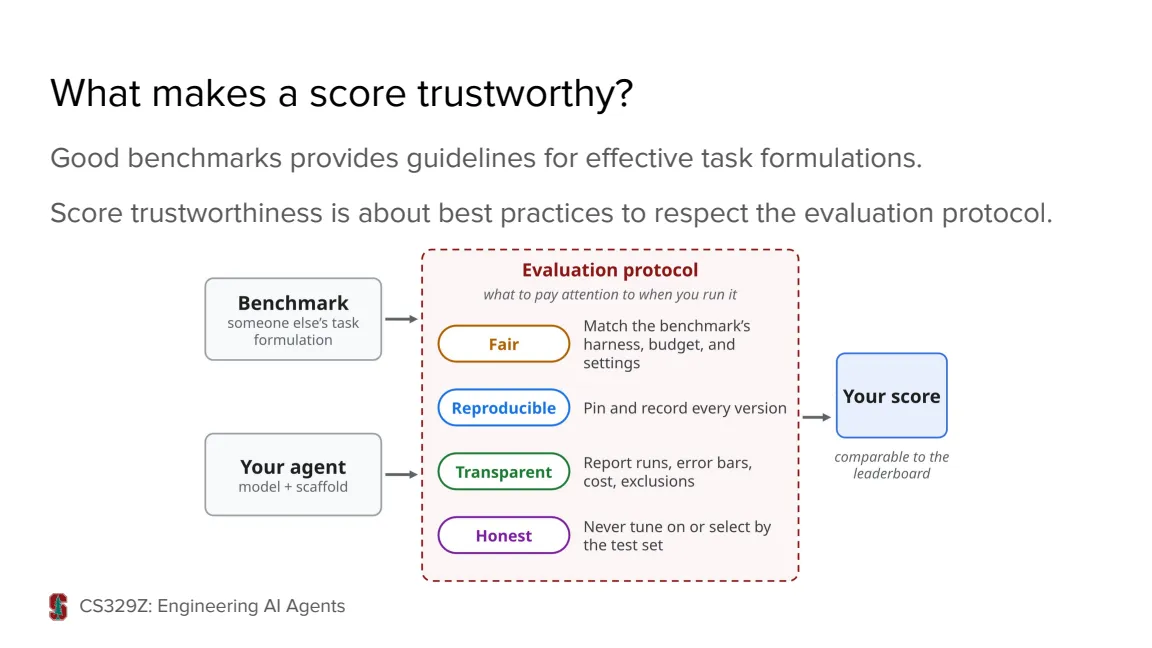 What makes a score trustworthy?
Good benchmarks provides guidelines for effective task formulations.
Score trustworthiness is about best practices to respect the evaluation protocol.
Benchmark
someone else's task
formulation
Your agent
model + scaffold
Evaluation protocol
what to pay attention to when you run it
Fair
Match the benchmark's
harness, budget, and
settings
Reproducible
Pin and record every version
Transparent
Report runs, error bars,
cost, exclusions
Honest
Never tune on or select by
the test set
Your score
comparable to the
leaderboard
CS329Z: Engineering AI Agents